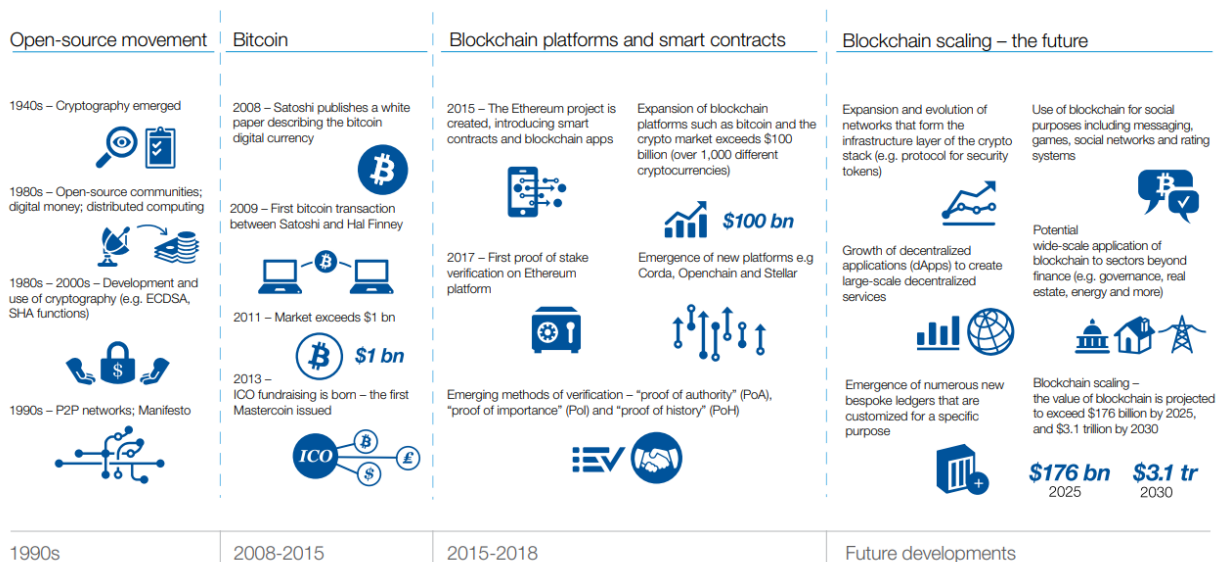 Open-source movement
1940s – Cryptography emerged
1980s – Open-source communities;
digital money; distributed computing
1980s – 2000s – Development and
use of cryptography (e.g. ECDSA,
SHA functions)
$
1990s – P2P networks; Manifesto
1990s
Bitcoin
2008 – Satoshi publishes a white
paper describing the bitcoin
digital currency
2009 – First bitcoin transaction
between Satoshi and Hal Finney
2011 – Market exceeds $1 bn
$1 bn
2013 –
ICO fundraising is born – the first
Mastercoin issued
ICO
₿
£
$
2008-2015
Blockchain platforms and smart contracts
2015 – The Ethereum project is
created, introducing smart
contracts and blockchain apps
2017 – First proof of stake
verification on Ethereum
platform
Expansion of blockchain
platforms such as bitcoin and the
crypto market exceeds $100
billion (over 1,000 different
cryptocurrencies)
$100 bn
Emergence of new platforms e.g
Corda, Openchain and Stellar
Emerging methods of verification – “proof of authority” (PoA),
“proof of importance” (PoI) and “proof of history” (PoH)
2015-2018
Blockchain scaling – the future
Expansion and evolution of
networks that form the
infrastructure layer of the crypto
stack (e.g. protocol for security
tokens)
Growth of decentralized
applications (dApps) to create
large-scale decentralized
services
Emergence of numerous new
bespoke ledgers that are
customized for a specific
purpose
Use of blockchain for social
purposes including messaging,
games, social networks and rating
systems
Potential
wide-scale application of
blockchain to sectors beyond
finance (e.g. governance, real
estate, energy and more)
Blockchain scaling –
the value of blockchain is projected
to exceed $176 billion by 2025,
and $3.1 trillion by 2030
$176 bn
2025
$3.1 tr
2030
Future developments